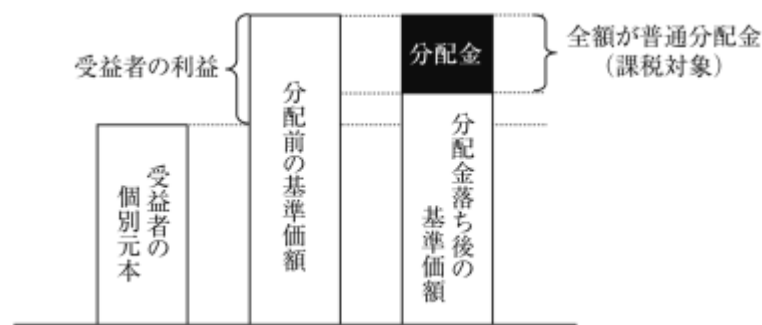 受益者の利益
分配金
全額が普通分配金
(課税対象)
受益者の
個別元本
分配前の基準価額
分配金落ち後の
基準価額